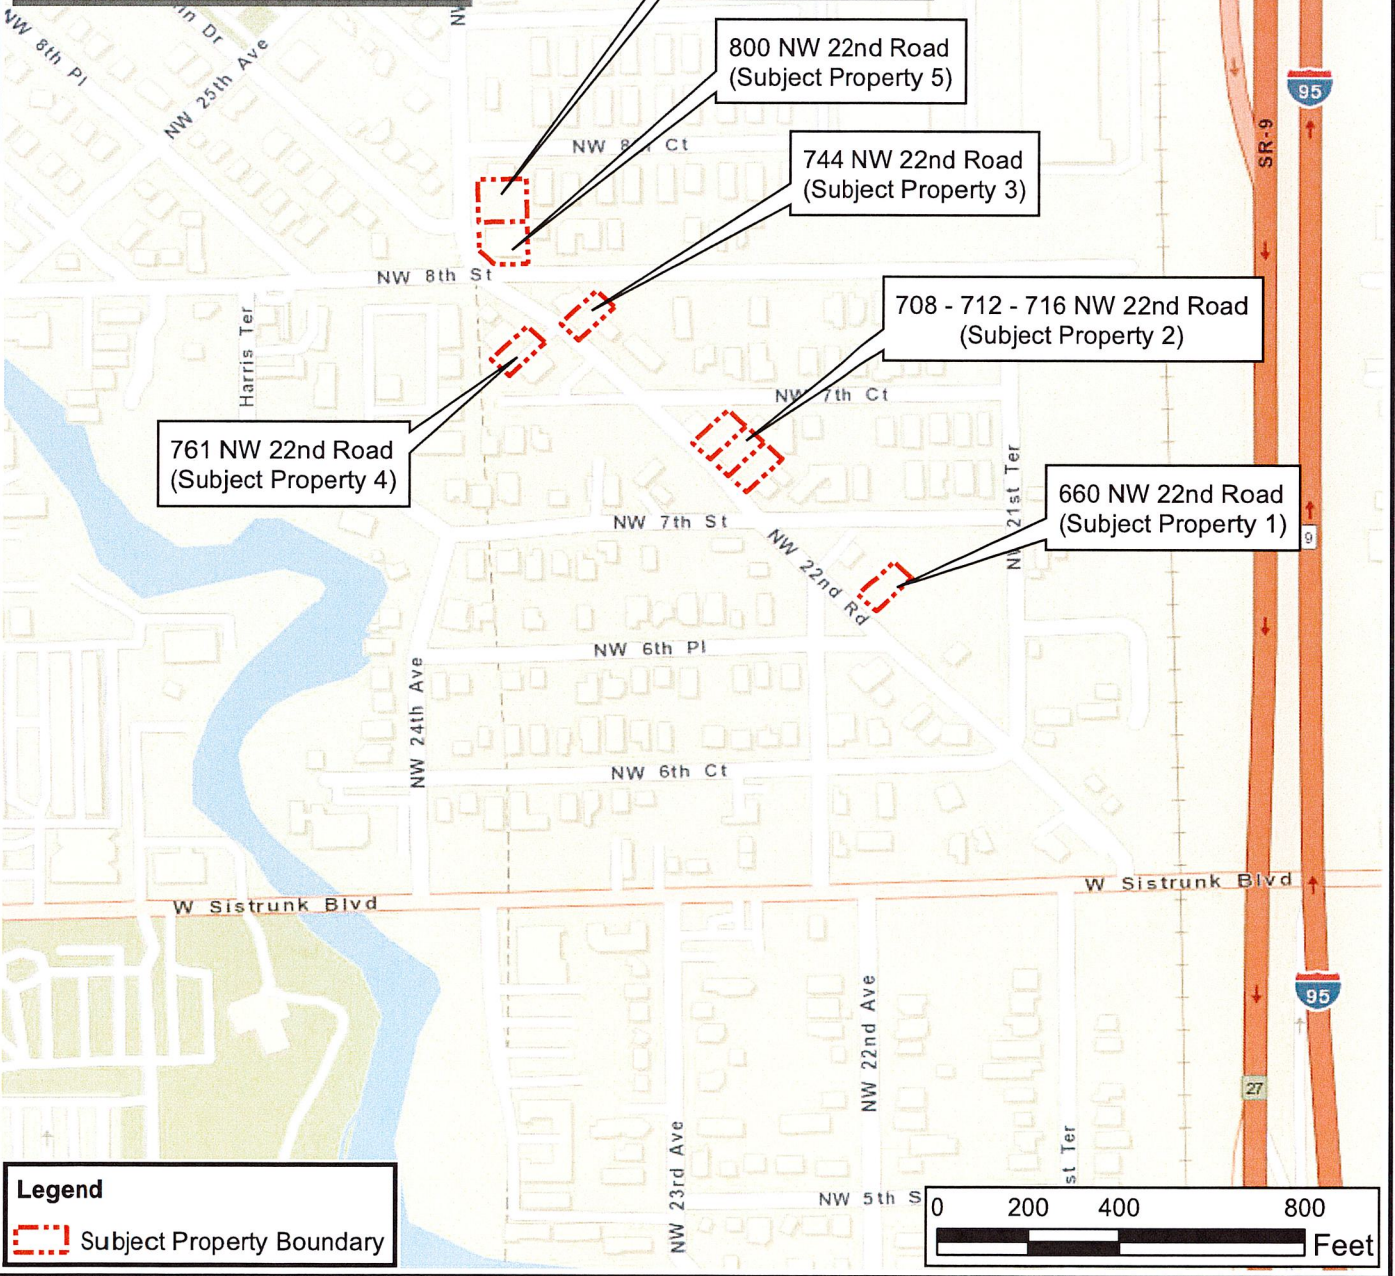 NW 8th Pl
NW 25th Ave
Dr
NW
800 NW 22nd Road
(Subject Property 5)
NW 8th Ct
744 NW 22nd Road
(Subject Property 3)
SR-9
95
NW 8th St
Harris Ter
708 - 712 - 716 NW 22nd Road
(Subject Property 2)
NW 7th Ct
761 NW 22nd Road
(Subject Property 4)
660 NW 22nd Road
(Subject Property 1)
NW 21st Ter
9
NW 7th St
NW 22nd Rd
NW 6th Pl
NW 24th Ave
NW 6th Ct
W Sistrunk Blvd
W Sistrunk Blvd
95
NW 22nd Ave
27
NW 23rd Ave
st Ter
NW 5th S
Legend
Subject Property Boundary
0 200 400 800
Feet